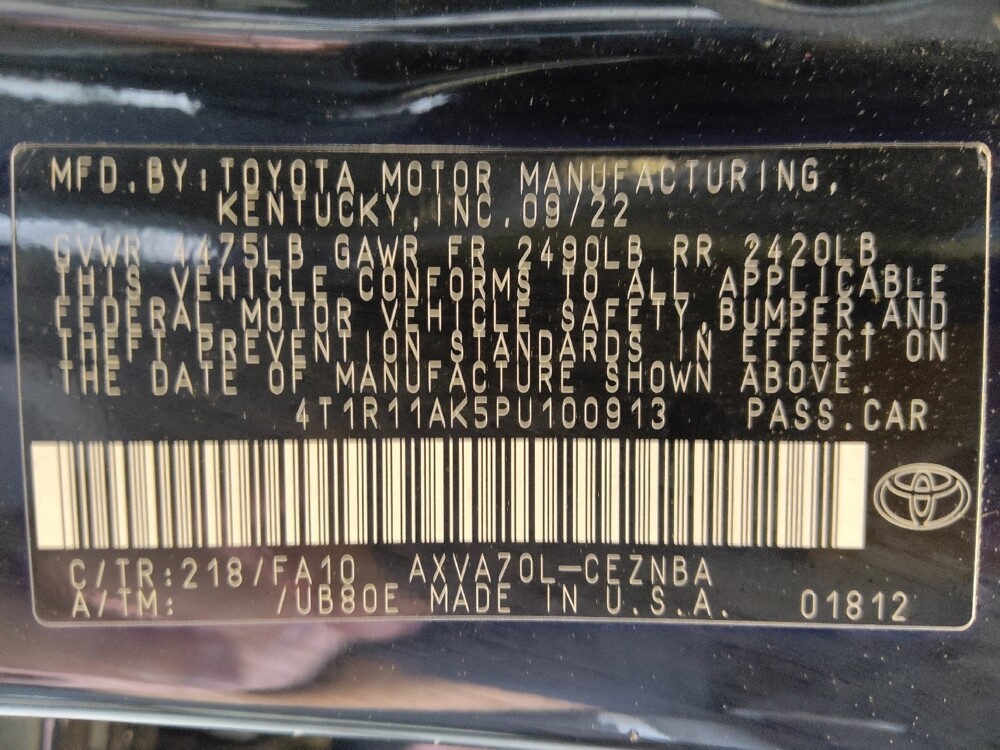 MFD.BY:TOYOTA MOTOR MANUFACTURING,
KENTUCKY,INC.09/22
GVWR 4475LB GAWR FR 2490LB RR 2420LB
THIS VEHICLE CONFORMS TO ALL APPLICABLE
FEDERAL MOTOR VEHICLE SAFETY,BUMPER,AND
THEFT PREVENTION STANDARDS IN EFFECT ON
THE DATE OF MANUFACTURE SHOWN ABOVE.
4T1R11AK5PU100913 PASS.CAR
C/TR:218/FA10 AXVA70L-CEZNBA
A/TM: /UB80E MADE IN U.S.A. 01812